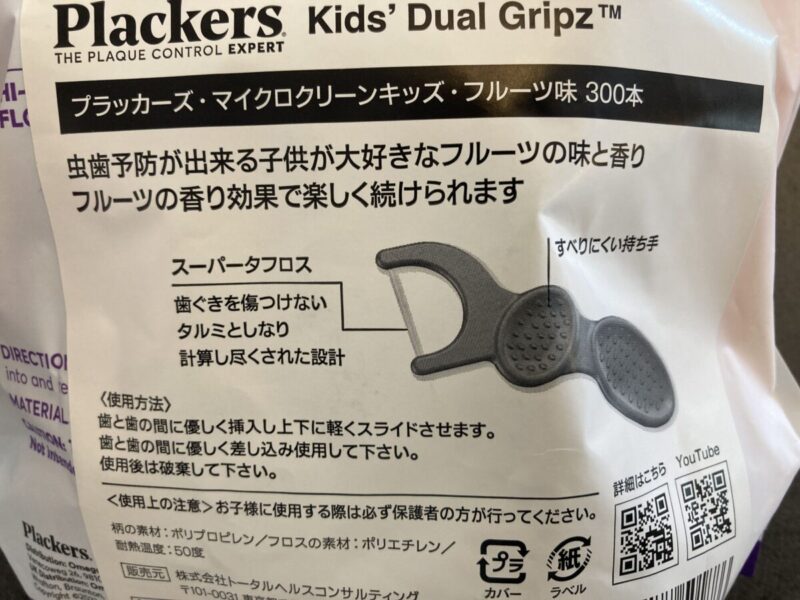 Plackers Kids' Dual Gripz™
THE PLAQUE CONTROL EXPERT
プラッカーズ・マイクロクリーンキッズ・フルーツ味 300本
虫歯予防が出来る子供が大好きなフルーツの味と香り
フルーツの香り効果で楽しく続けられます
すべりにくい持ち手
スーパータフロス
歯ぐきを傷つけない
タルミとしなり
計算し尽くされた設計
〈使用方法〉
歯と歯の間に優しく挿入し上下に軽くスライドさせます。
歯と歯の間に優しく差し込み使用して下さい。
使用後は破棄して下さい。
詳細はこちら YouTube
<使用上の注意>お子様に使用する際は必ず保護者の方が行ってください。
柄の素材:ポリプロピレン/フロスの素材:ポリエチレン/
耐熱温度:50度
販売元 株式会社トータルヘルスコンサルティング
〒101-0031
プラ
カバー
紙
ラベル
DIRECTIO
into and
MATERIAL
CAUTION:
Not intend
Plackers.
Distribution: Omeg